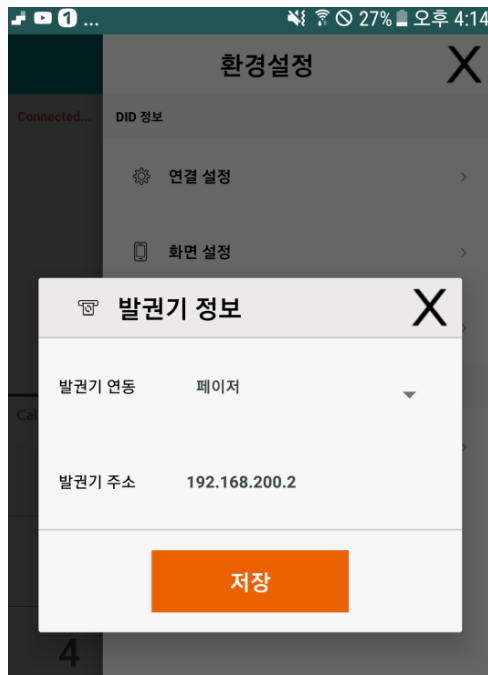 1 ... 27% 오후 4:14
환경설정 X
Connected...
DID 정보
연결 설정 >
화면 설정 >
발권기 정보 X
>
발권기 연동 페이저
Cal
>
발권기 주소 192.168.200.2
저장
4